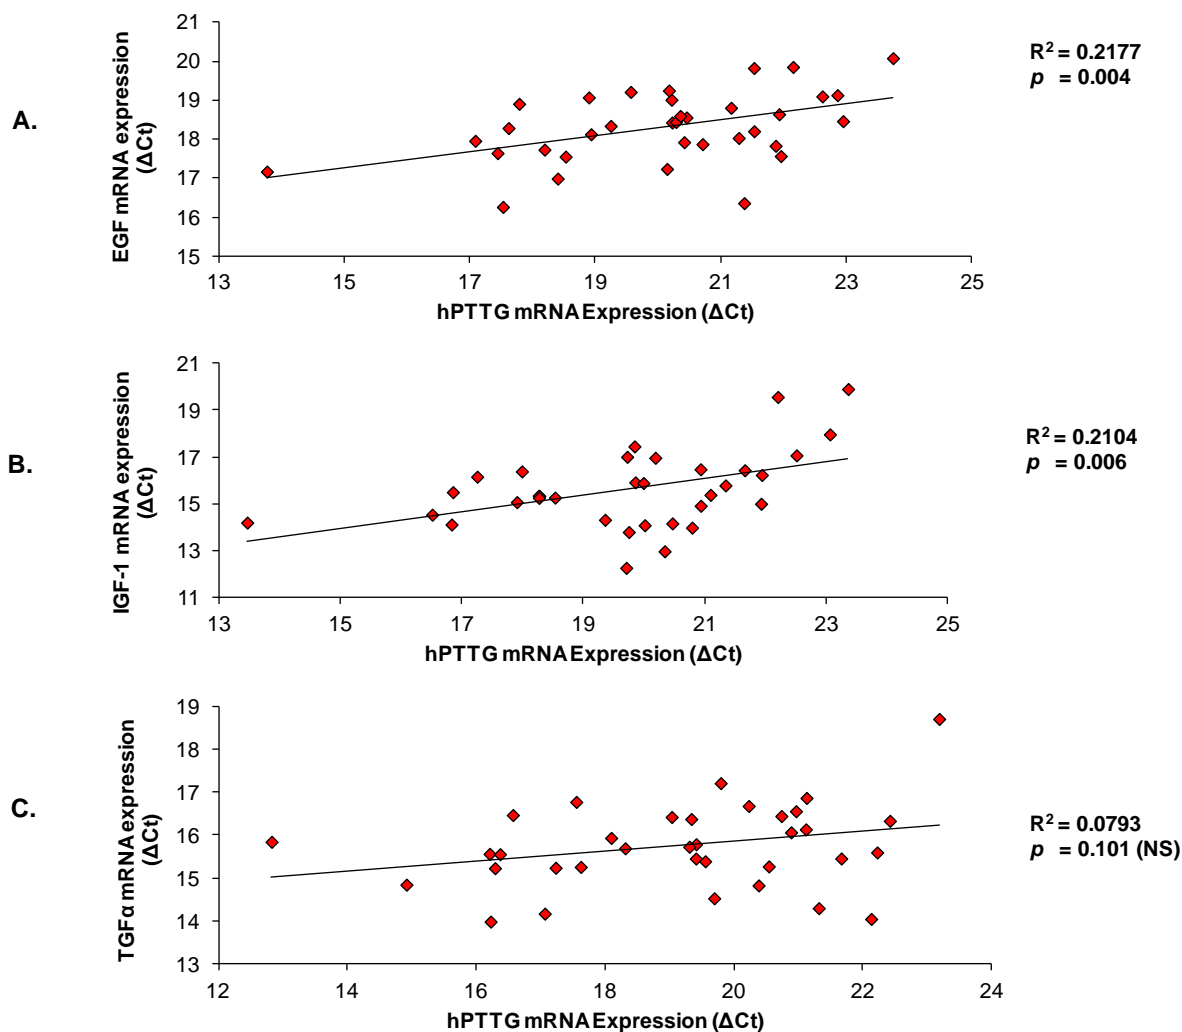 A.
EGF mRNA expression
(ΔCt)
21
20
19
18
17
16
15
13 15 17 19 21 23 25
hPTTG mRNA Expression (ΔCt)
R² = 0.2177
p = 0.004
B.
IGF-1 mRNA expression
(ΔCt)
21
19
17
15
13
11
13 15 17 19 21 23 25
hPTTG mRNA Expression (ΔCt)
R² = 0.2104
p = 0.006
C.
TGFα mRNA expression
(ΔCt)
19
18
17
16
15
14
13
12 14 16 18 20 22 24
hPTTG mRNA Expression (ΔCt)
R² = 0.0793
p = 0.101 (NS)